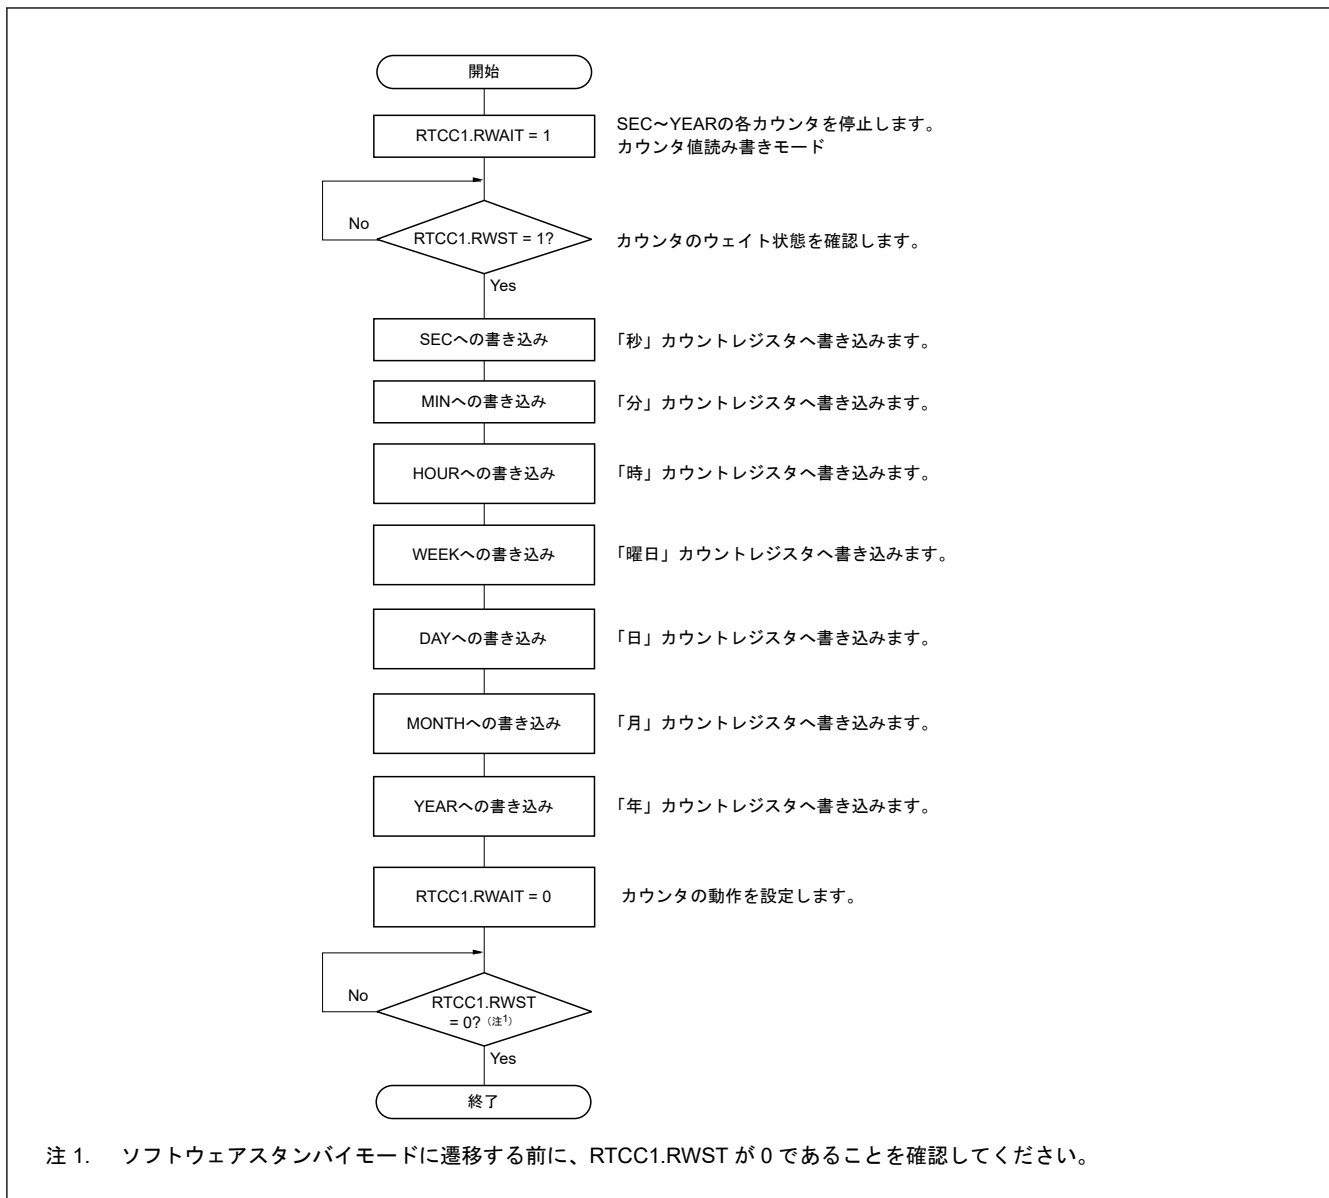 開始
RTCC1.RWAIT = 1
SEC～YEARの各カウンタを停止します。
カウンタ値読み書きモード
No
RTCC1.RWST = 1?
カウンタのウェイト状態を確認します。
Yes
SECへの書き込み
「秒」カウントレジスタへ書き込みます。
MINへの書き込み
「分」カウントレジスタへ書き込みます。
HOURへの書き込み
「時」カウントレジスタへ書き込みます。
WEEKへの書き込み
「曜日」カウントレジスタへ書き込みます。
DAYへの書き込み
「日」カウントレジスタへ書き込みます。
MONTHへの書き込み
「月」カウントレジスタへ書き込みます。
YEARへの書き込み
「年」カウントレジスタへ書き込みます。
RTCC1.RWAIT = 0
カウンタの動作を設定します。
No
RTCC1.RWST
= 0? (注1)
Yes
終了
注 1. ソフトウェアスタンバイモードに遷移する前に、RTCC1.RWST が 0 であることを確認してください。